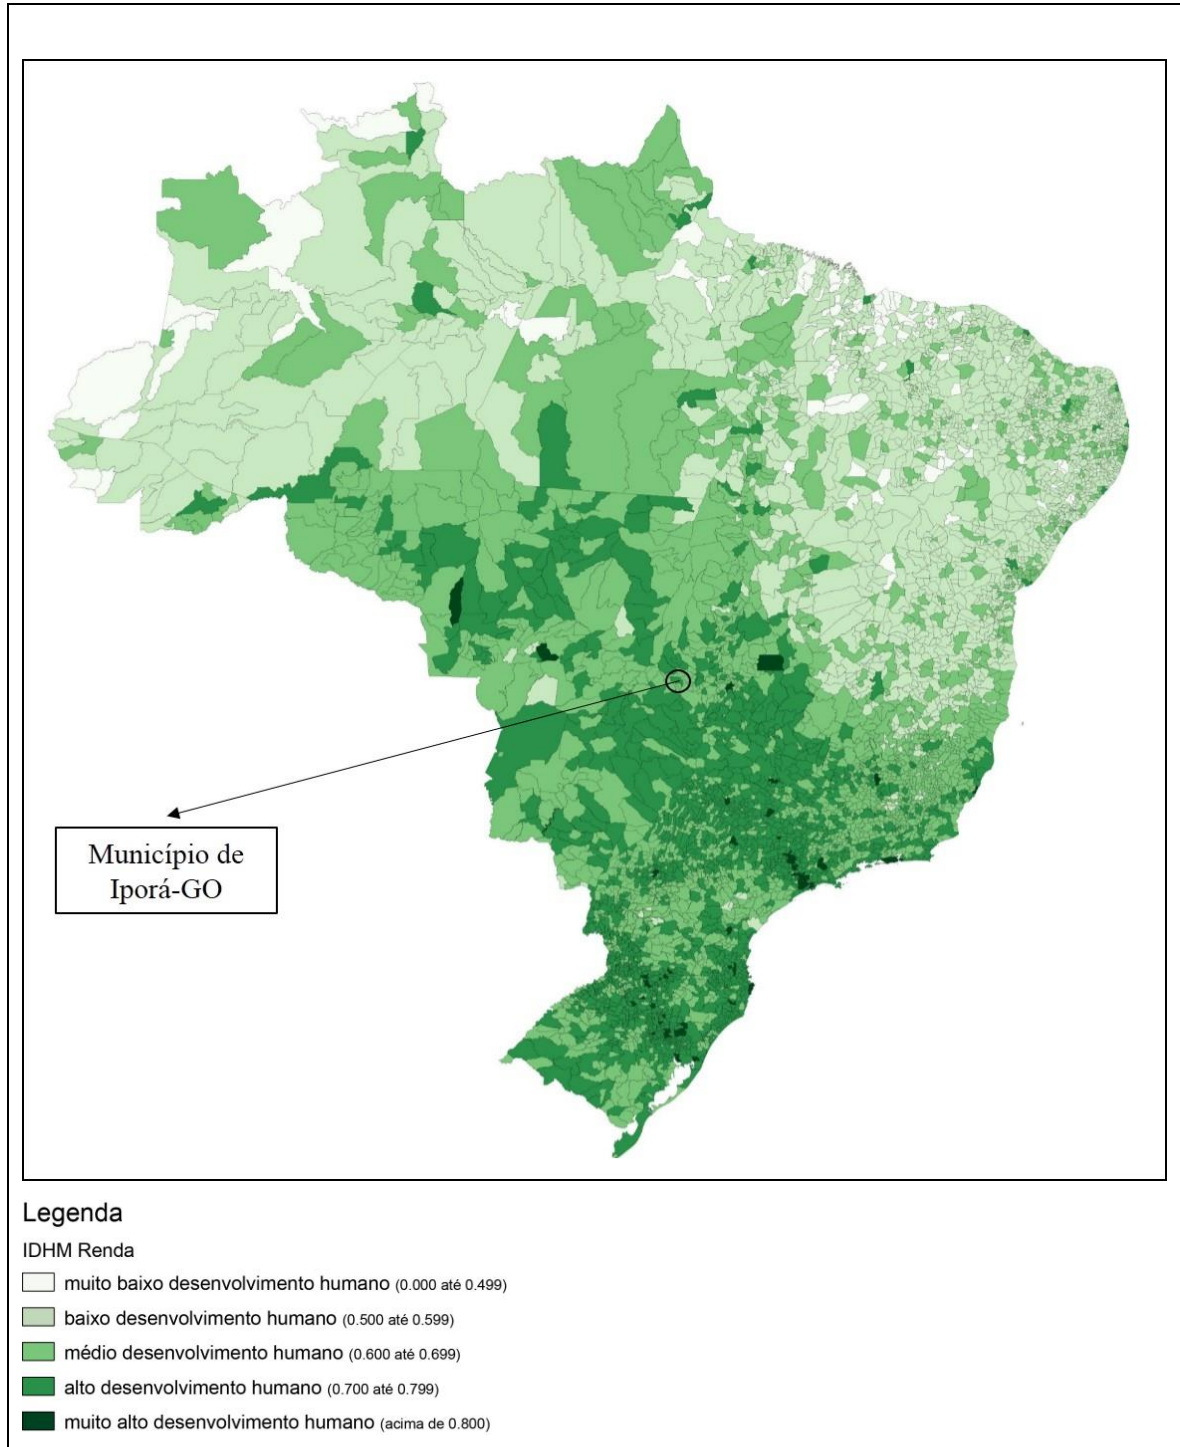 Município de
Iporá-GO
Legenda
IDHM Renda
muito baixo desenvolvimento humano (0.000 até 0.499)
baixo desenvolvimento humano (0.500 até 0.599)
médio desenvolvimento humano (0.600 até 0.699)
alto desenvolvimento humano (0.700 até 0.799)
muito alto desenvolvimento humano (acima de 0.800)